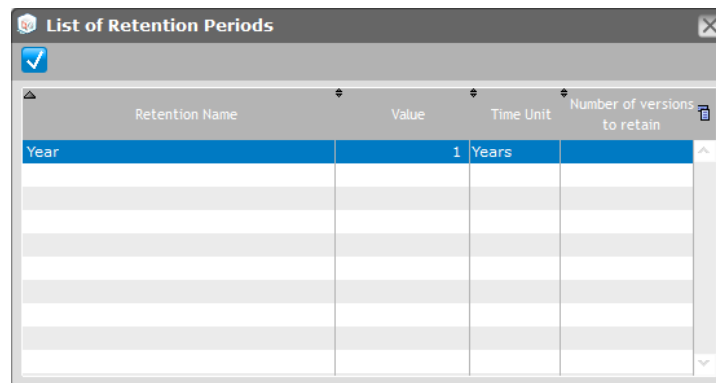 List of Retention Periods
Retention Name Value Time Unit Number of versions to retain
Year 1 Years